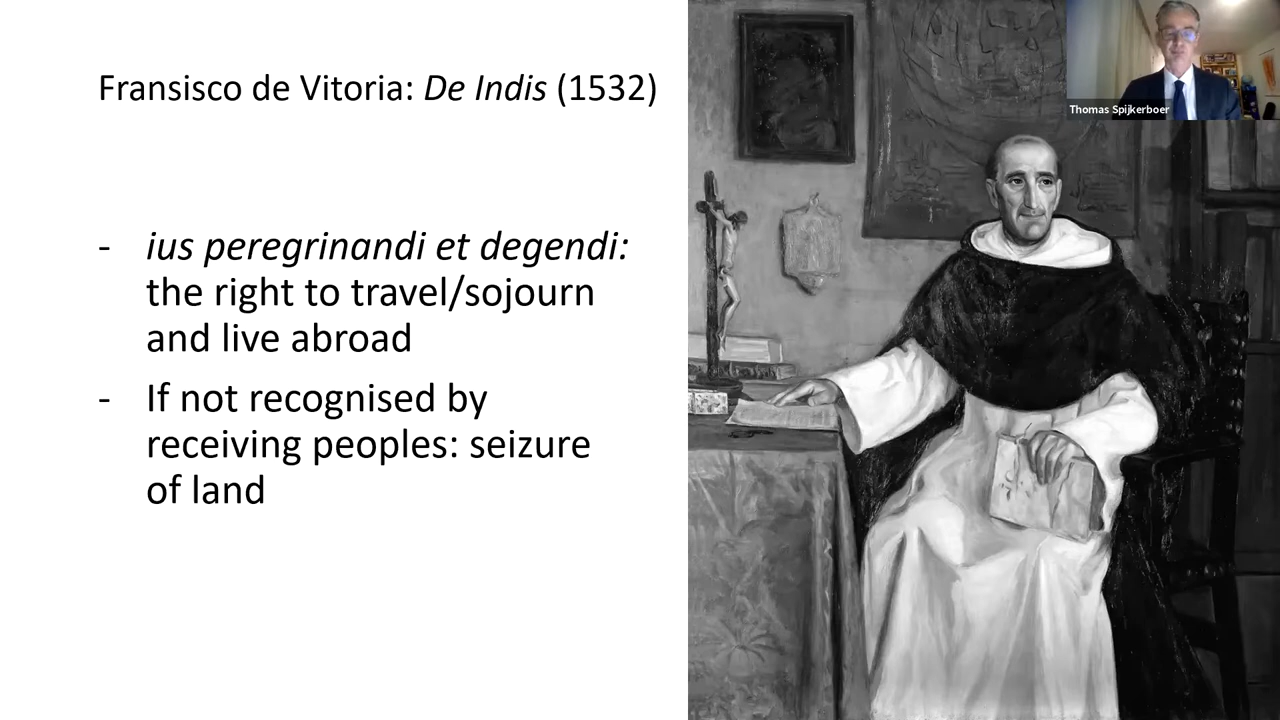 Fransisco de Vitoria: De Indis (1532)
Thomas Spijkerboer
- ius peregrinandi et degendi:
the right to travel/sojourn
and live abroad
- If not recognised by
receiving peoples: seizure
of land